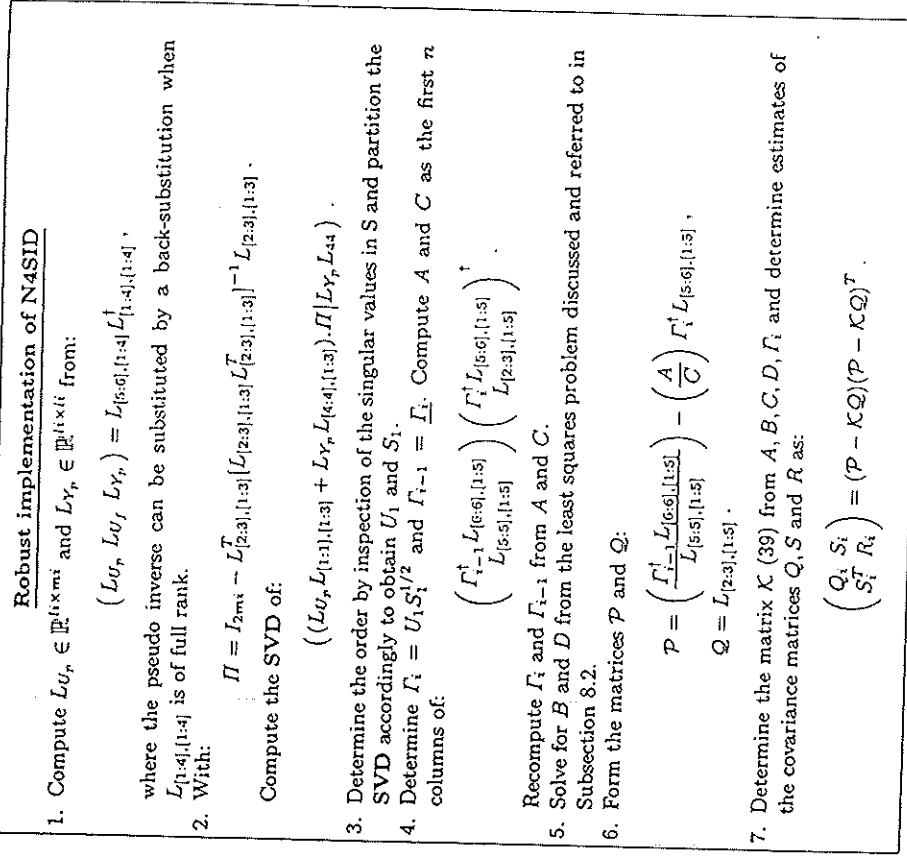 Robust implementation of N4SID
1. Compute L_{U_p} ∈ ℝ^{li×mi} and L_{Y_p} ∈ ℝ^{li×li} from:
( L_{U_p} L_{U_f} L_{Y_p} ) = L_{[5:6],[1:4]} L^†_{[1:4],[1:4]} ,
where the pseudo inverse can be substituted by a back-substitution when
L_{[1:4],[1:4]} is of full rank.
2. With:
Π = I_{2mi} − L^T_{[2:3],[1:3]} [L_{[2:3],[1:3]} L^T_{[2:3],[1:3]}]^{−1} L_{[2:3],[1:3]} .
Compute the SVD of:
((L_{U_p} L_{[1:1],[1:3]} + L_{Y_p} L_{[4:4],[1:3]}).Π | L_{Y_p} L_{44}) .
3. Determine the order by inspection of the singular values in S and partition the
SVD accordingly to obtain U_1 and S_1.
4. Determine Γ_i = U_1 S_1^{1/2} and Γ_{i−1} = \underline{Γ_i}. Compute A and C as the first n
columns of:
( Γ^†_{i−1} L_{[6:6],[1:5]} ) ( Γ^†_i L_{[5:6],[1:5]} )^†
( L_{[5:5],[1:5]} ) ( L_{[2:3],[1:5]} ) .
Recompute Γ_i and Γ_{i−1} from A and C.
5. Solve for B and D from the least squares problem discussed and referred to in
Subsection 8.2.
6. Form the matrices P and Q:
P = ( \frac{Γ^†_{i−1} L_{[6:6],[1:5]}}{L_{[5:5],[1:5]}} ) − ( \frac{A}{C} ) Γ^†_i L_{[5:6],[1:5]} ,
Q = L_{[2:3],[1:5]} .
7. Determine the matrix K (39) from A, B, C, D, Γ_i and determine estimates of
the covariance matrices Q, S and R as:
( Q_i S_i )
( S_i^T R_i ) = (P − KQ)(P − KQ)^T .